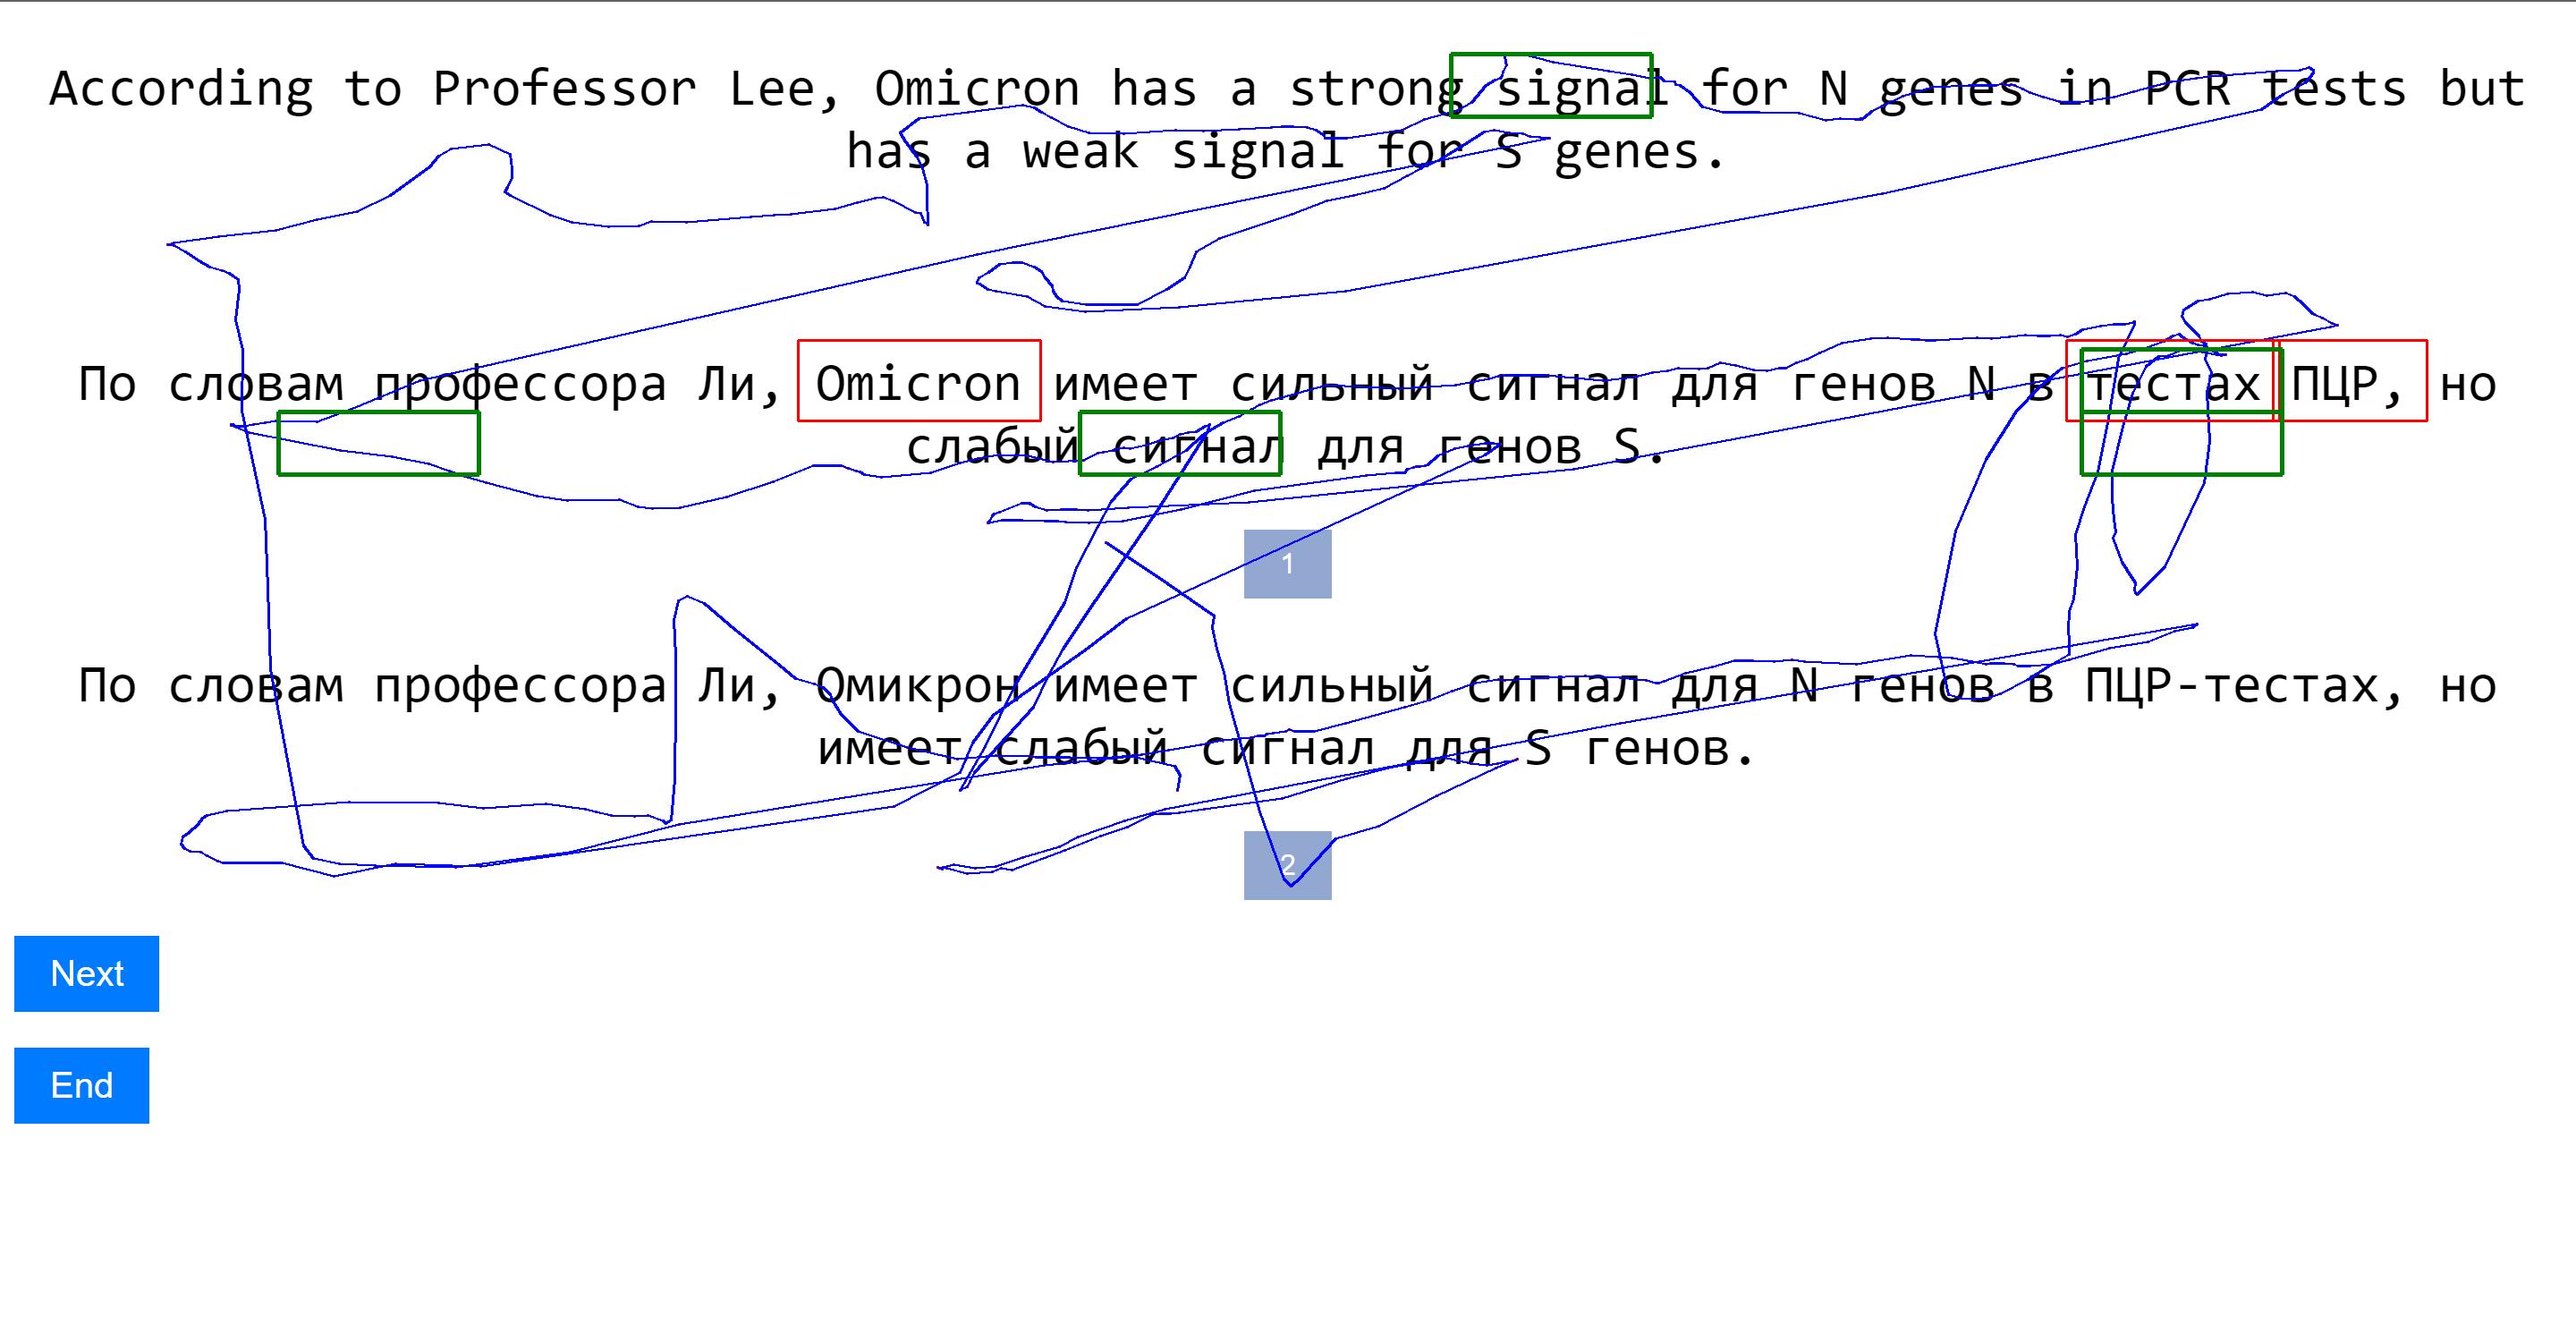 According to Professor Lee, Omicron has a strong signal for N genes in PCR tests but
has a weak signal for S genes.
По словам профессора Ли, Omicron имеет сильный сигнал для генов N в тестах ПЦР, но
слабый сигнал для генов S.
1
По словам профессора Ли, Омикрон имеет сильный сигнал для N генов в ПЦР-тестах, но
имеет слабый сигнал для S генов.
2
Next
End